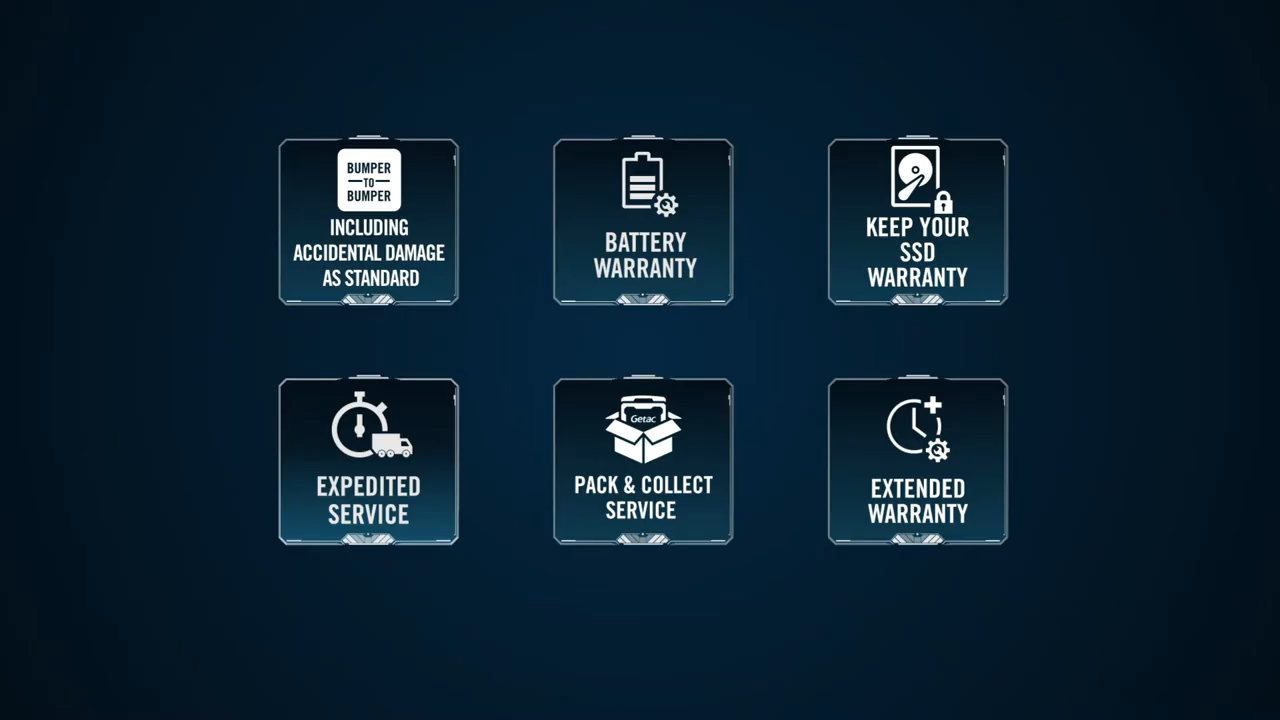 BUMPER
TO
BUMPER
INCLUDING
ACCIDENTAL DAMAGE
AS STANDARD
BATTERY
WARRANTY
KEEP YOUR
SSD
WARRANTY
EXPEDITED
SERVICE
Getac
PACK & COLLECT
SERVICE
EXTENDED
WARRANTY